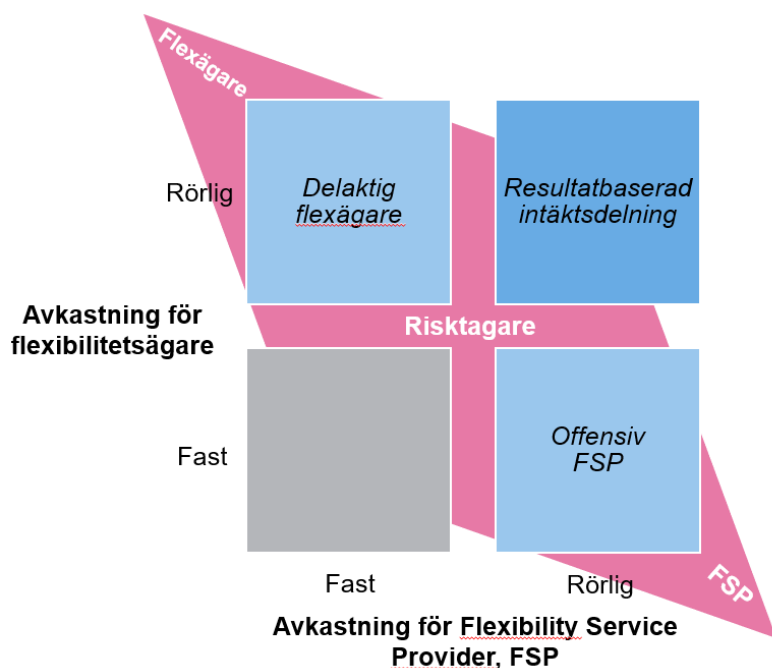 Flexägare
Rörlig
Delaktig
flexägare
Resultatbaserad
intäktsdelning
Avkastning för
flexibilitetsägare
Risktagare
Fast
Offensiv
FSP
FSP
Fast
Rörlig
Avkastning för Flexibility Service
Provider, FSP